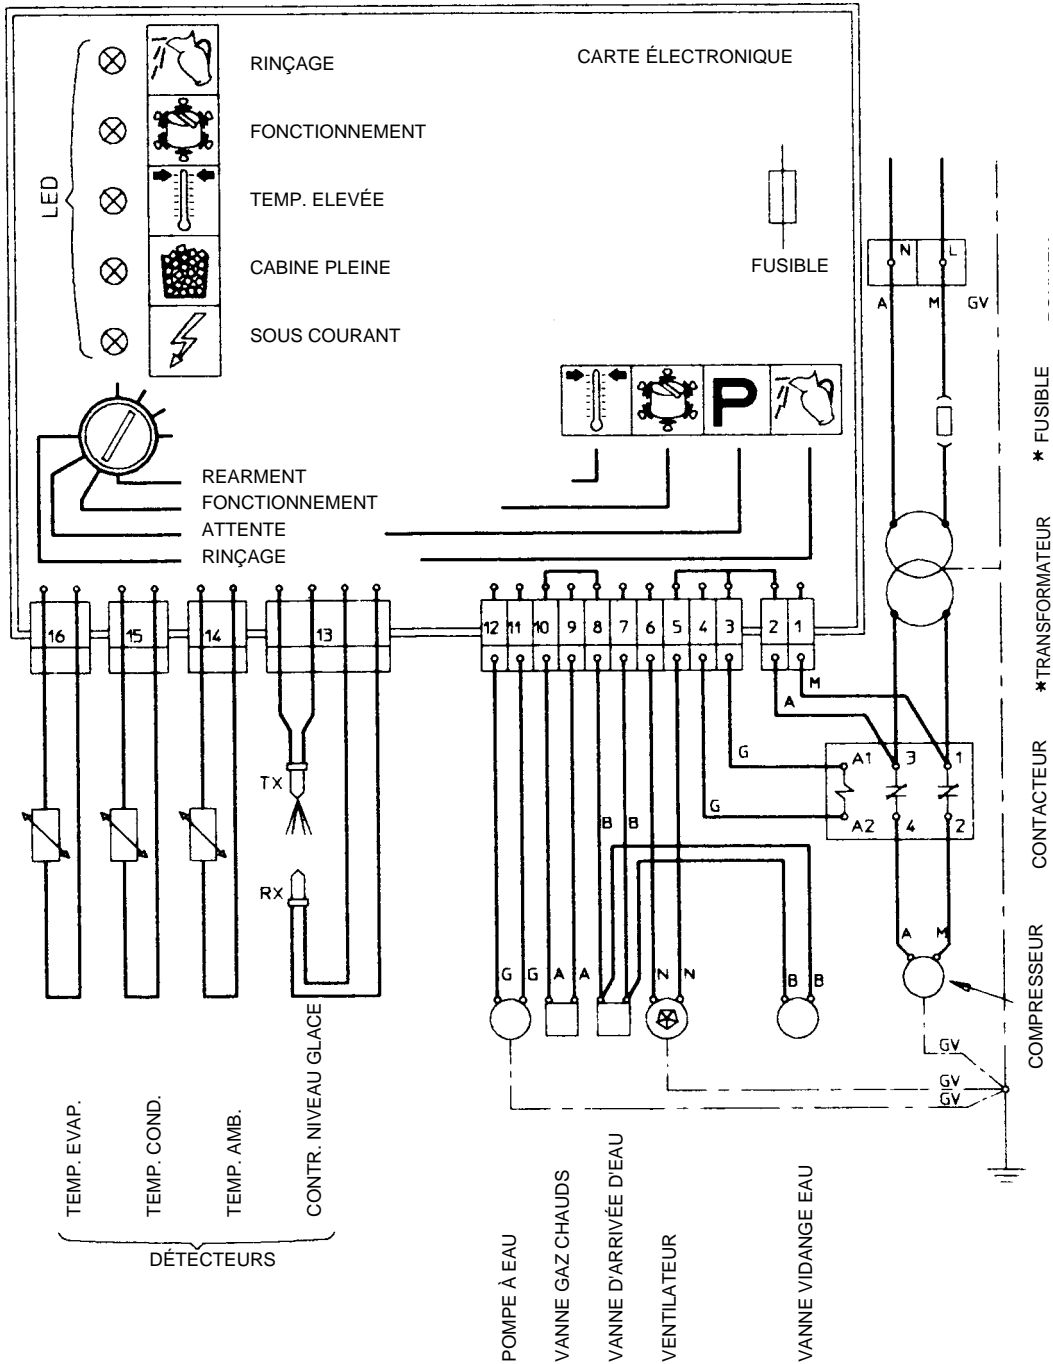 CARTE ÉLECTRONIQUE
LED
RINÇAGE
FONCTIONNEMENT
TEMP. ELEVÉE
CABINE PLEINE
SOUS COURANT
FUSIBLE
N L
A M GV
P
REARMENT
FONCTIONNEMENT
ATTENTE
RINÇAGE
16 15 14 13
12 11 10 9 8 7 6 5 4 3 2 1
TX
RX
M
A
G
G
A1 3 1
A2 4 2
B B
A M
G G A A N N B B
GV
GV
GV
TEMP. EVAP.
TEMP. COND.
TEMP. AMB.
CONTR. NIVEAU GLACE
DÉTECTEURS
POMPE À EAU
VANNE GAZ CHAUDS
VANNE D'ARRIVÉE D'EAU
VENTILATEUR
VANNE VIDANGE EAU
COMPRESSEUR
CONTACTEUR
*TRANSFORMATEUR
* FUSIBLE